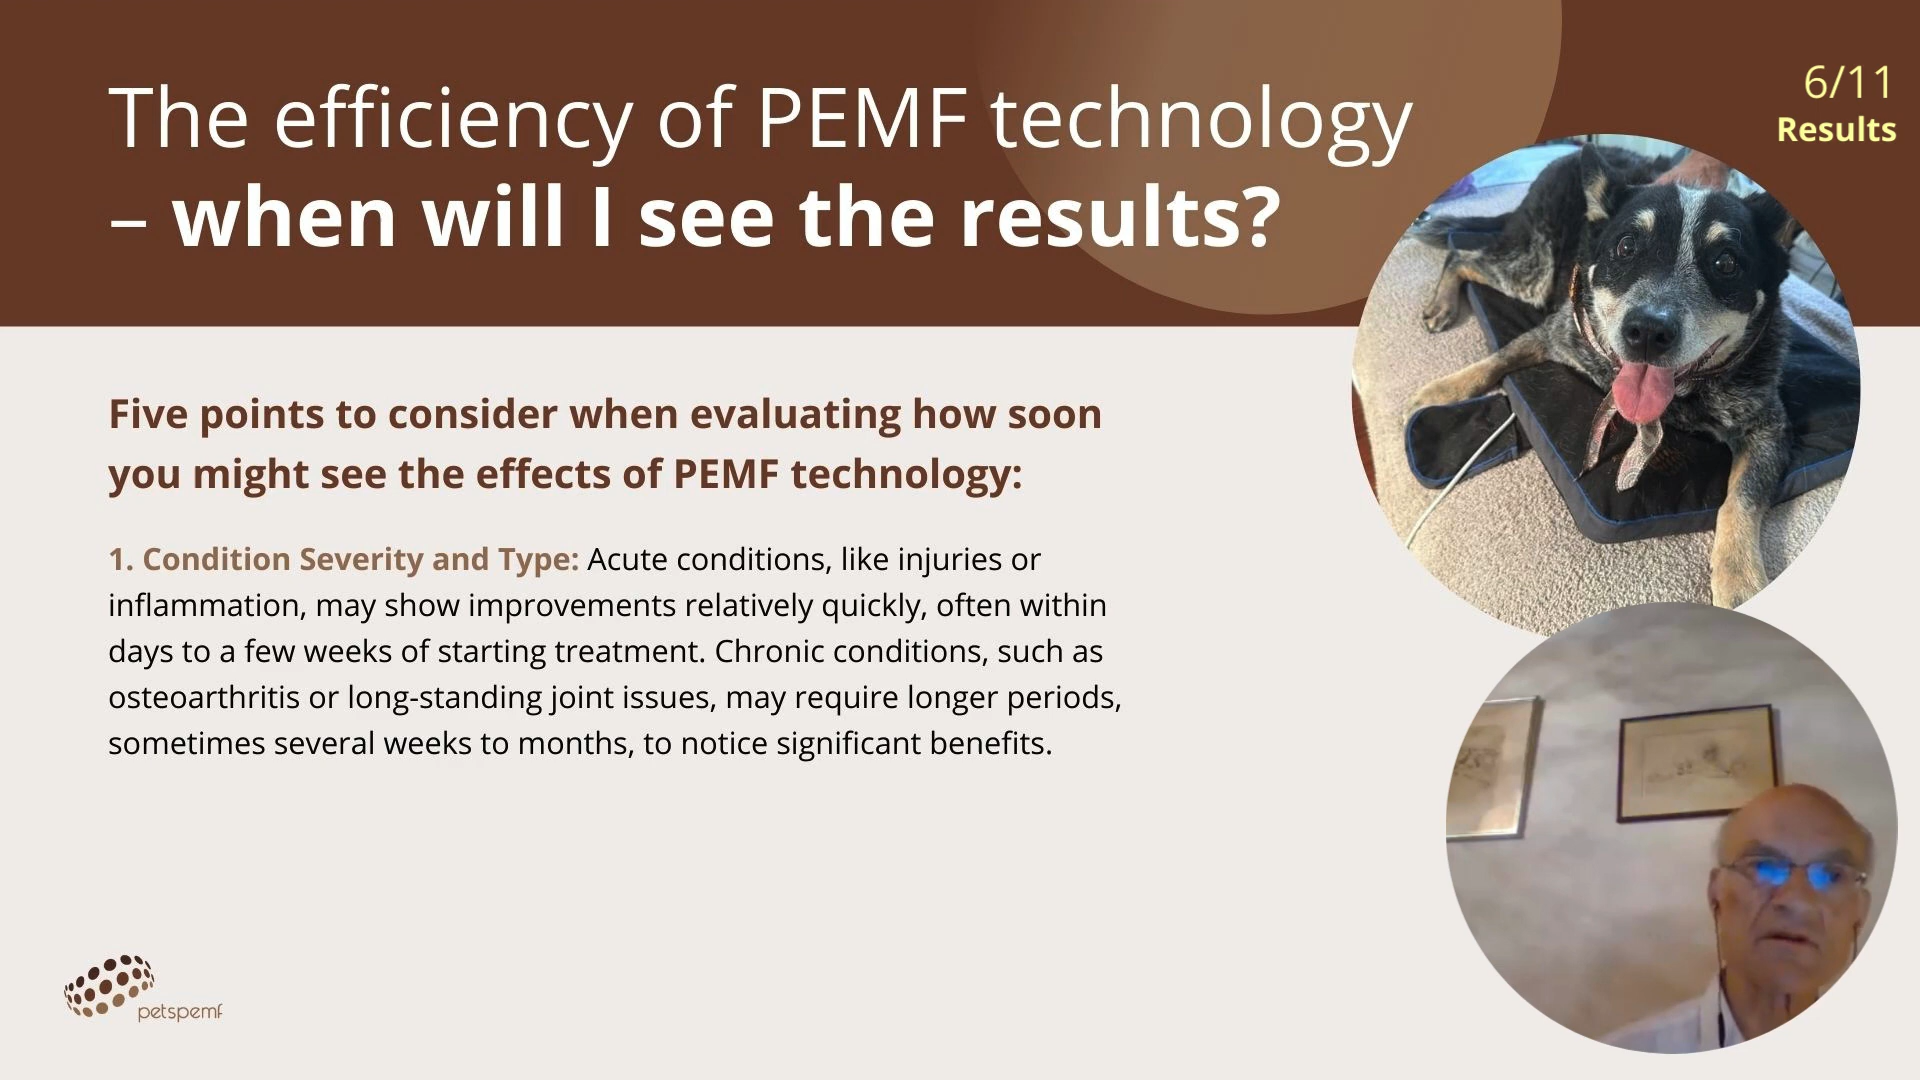 The efficiency of PEMF technology
– when will I see the results?
6/11
Results
Five points to consider when evaluating how soon
you might see the effects of PEMF technology:
1. Condition Severity and Type: Acute conditions, like injuries or
inflammation, may show improvements relatively quickly, often within
days to a few weeks of starting treatment. Chronic conditions, such as
osteoarthritis or long-standing joint issues, may require longer periods,
sometimes several weeks to months, to notice significant benefits.
petspemf